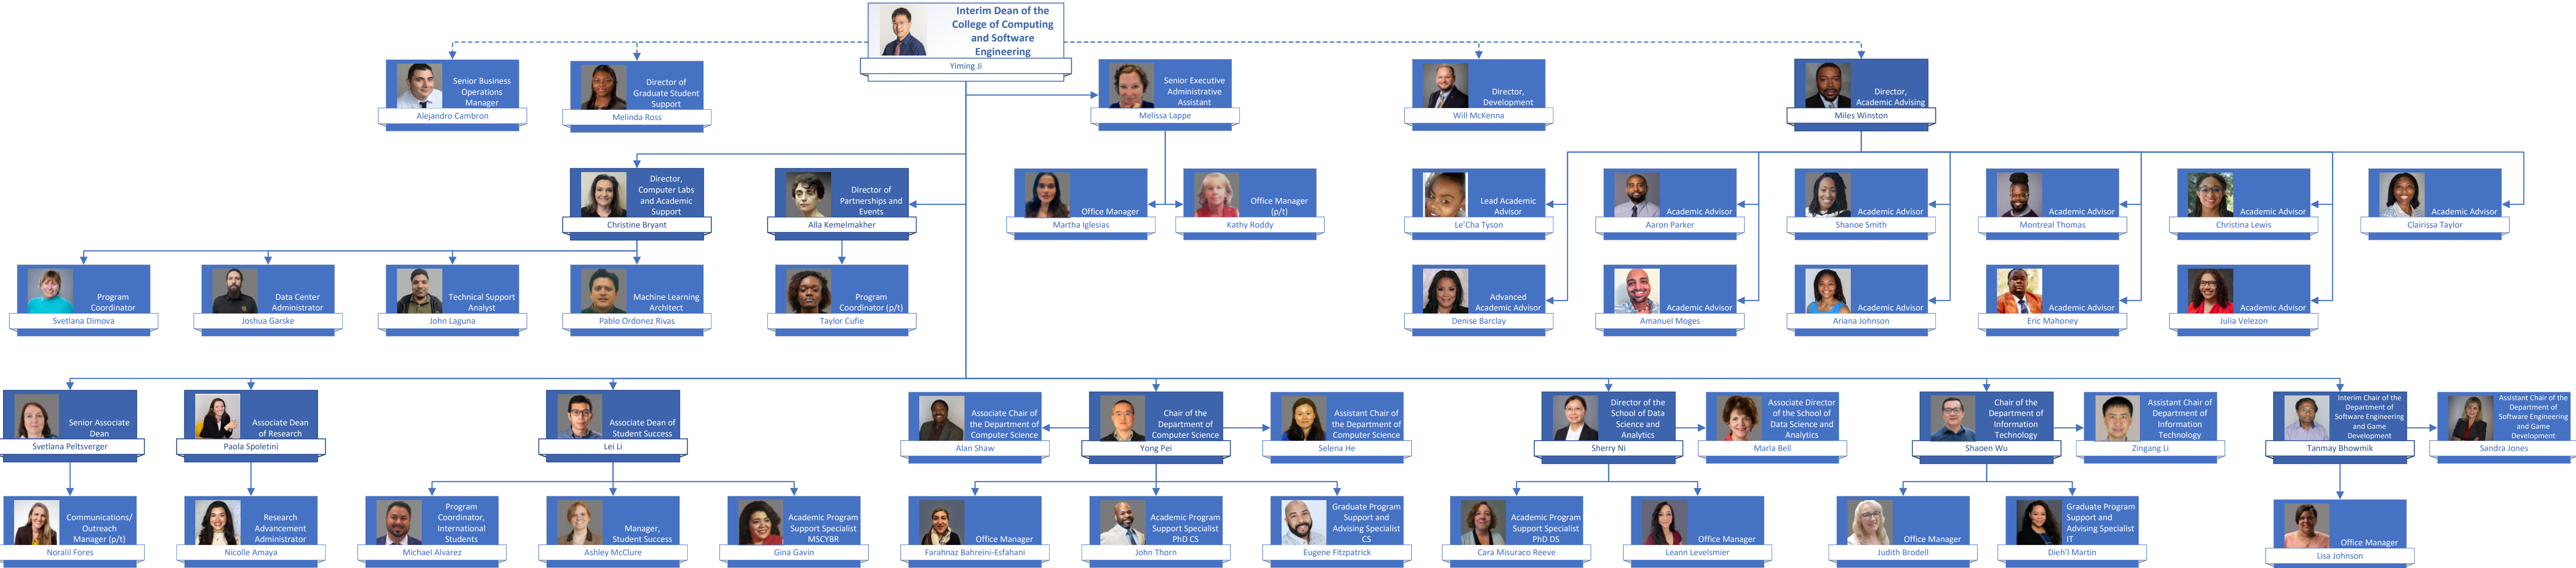 Interim Dean of the
College of Computing
and Software
Engineering
Yiming Ji
Senior Business
Operations
Manager
Alejandro Cambron
Director of
Graduate Student
Support
Melinda Ross
Senior Executive
Administrative
Assistant
Melissa Lappe
Director,
Development
Will McKenna
Director,
Academic Advising
Miles Winston
Director,
Computer Labs
and Academic
Support
Christine Bryant
Director of
Partnerships and
Events
Alla Kemelmakher
Office Manager
Martha Iglesias
Office Manager
(p/t)
Kathy Roddy
Lead Academic
Advisor
Le'Cha Tyson
Academic Advisor
Aaron Parker
Academic Advisor
Shanoe Smith
Academic Advisor
Montreal Thomas
Academic Advisor
Christina Lewis
Academic Advisor
Clairissa Taylor
Program
Coordinator
Svetlana Dimova
Data Center
Administrator
Joshua Garske
Technical Support
Analyst
John Laguna
Machine Learning
Architect
Pablo Ordonez Rivas
Program
Coordinator (p/t)
Taylor Cufie
Advanced
Academic Advisor
Denise Barclay
Academic Advisor
Amanuel Moges
Academic Advisor
Ariana Johnson
Academic Advisor
Eric Mahoney
Academic Advisor
Julia Velezon
Senior Associate
Dean
Svetlana Peltsverger
Associate Dean
of Research
Paola Spoletini
Associate Dean of
Student Success
Lei Li
Associate Chair of
the Department of
Computer Science
Alan Shaw
Chair of the
Department of
Computer Science
Yong Pei
Assistant Chair of
the Department of
Computer Science
Selena He
Director of the
School of Data
Science and
Analytics
Sherry Ni
Associate Director
of the School of
Data Science and
Analytics
Marla Bell
Chair of the
Department of
Information
Technology
Shaoen Wu
Assistant Chair of
Department of
Information
Technology
Zingang Li
Interim Chair of the
Department of
Software Engineering
and Game
Development
Tanmay Bhowmik
Assistant Chair of the
Department of
Software Engineering
and Game
Development
Sandra Jones
Communications/
Outreach
Manager (p/t)
Noralil Fores
Research
Advancement
Administrator
Nicolle Amaya
Program
Coordinator,
International
Students
Michael Alvarez
Manager,
Student Success
Ashley McClure
Academic Program
Support Specialist
MSCYBR
Gina Gavin
Office Manager
Farahnaz Bahreini-Esfahani
Academic Program
Support Specialist
PhD CS
John Thorn
Graduate Program
Support and
Advising Specialist
CS
Eugene Fitzpatrick
Academic Program
Support Specialist
PhD DS
Cara Misuraco Reeve
Office Manager
Leann Levelsmier
Office Manager
Judith Brodell
Graduate Program
Support and
Advising Specialist
IT
Dieh'l Martin
Office Manager
Lisa Johnson